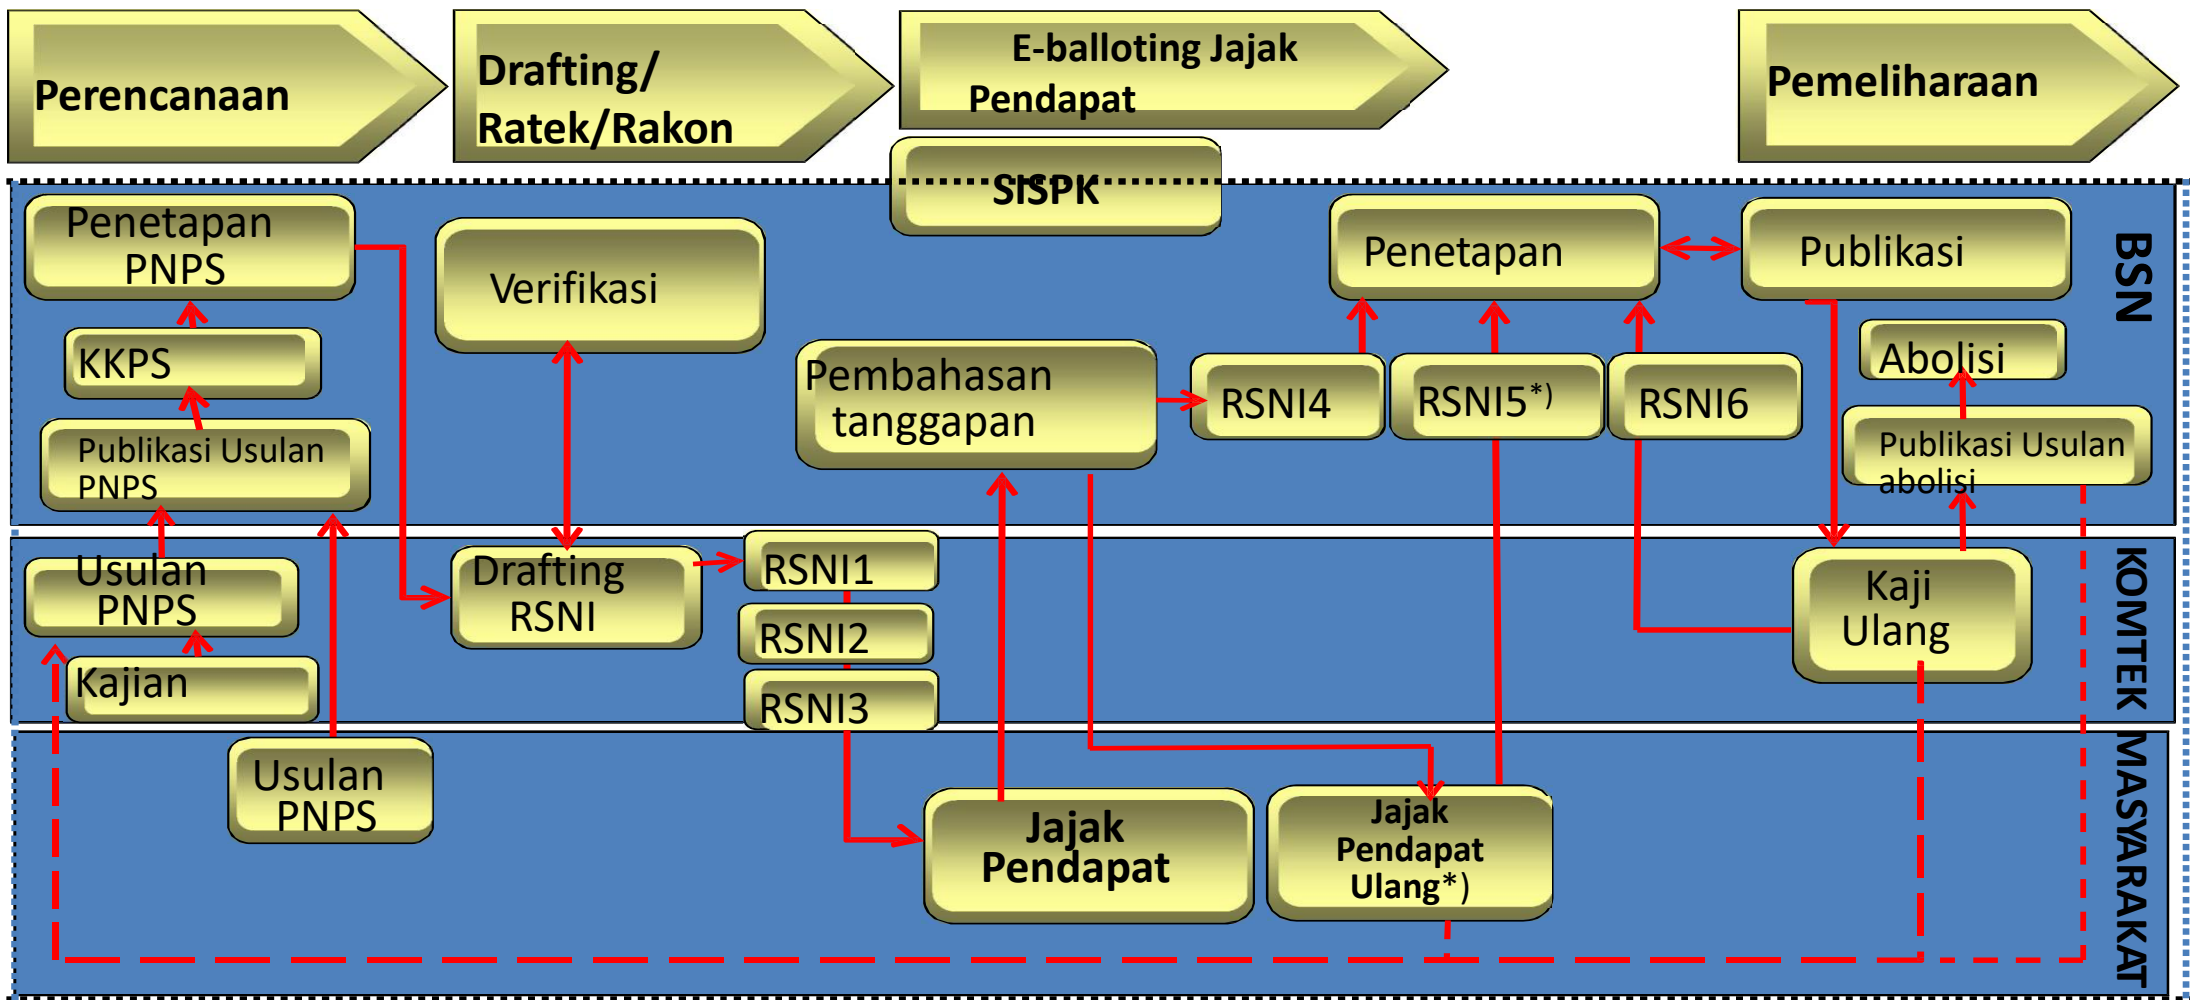 Perencanaan
Drafting/
Ratek/Rakon
E-balloting Jajak
Pendapat
Pemeliharaan
SISPK
Penetapan
PNPS
KKPS
Publikasi Usulan
PNPS
Verifikasi
Pembahasan
tanggapan
RSNI4
RSNI5*)
RSNI6
Penetapan
Publikasi
Abolisi
Publikasi Usulan
abolisi
BSN
Usulan
PNPS
Kajian
Drafting
RSNI
RSNI1
RSNI2
RSNI3
Kaji
Ulang
KOMTEK
Usulan
PNPS
Jajak
Pendapat
Jajak
Pendapat
Ulang*)
MASYARAKAT